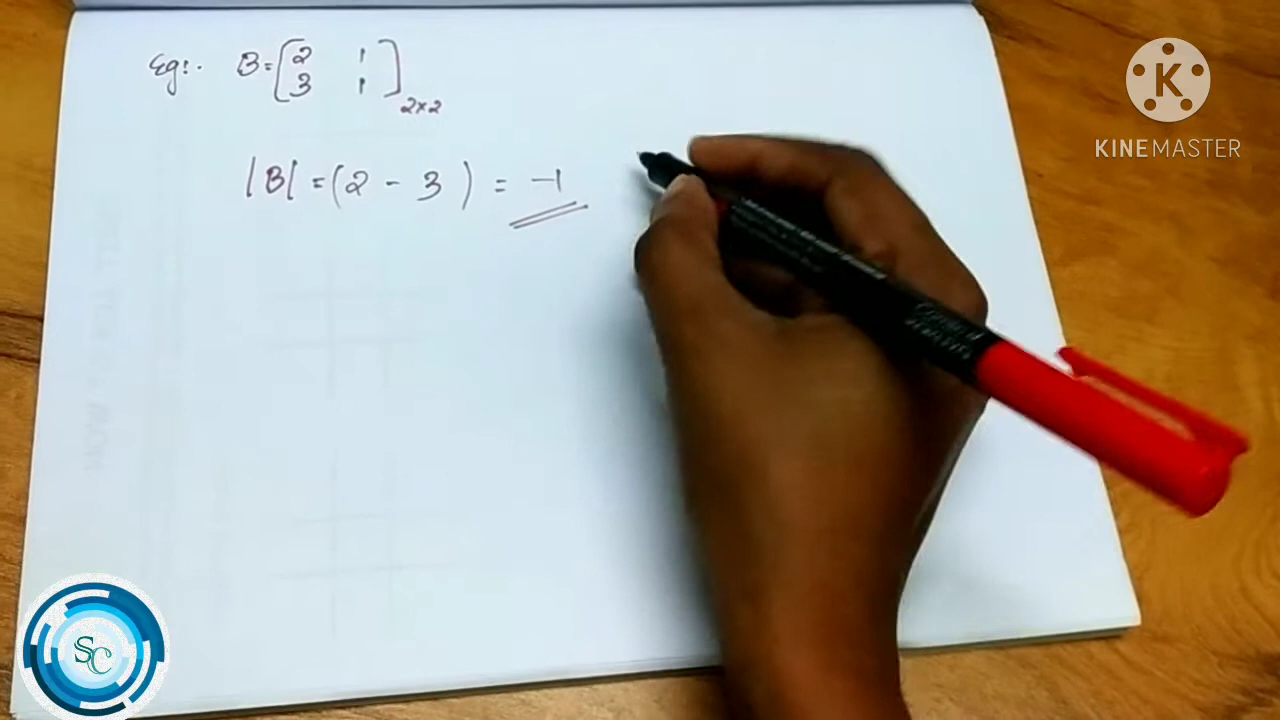 Eg:- B = [2 1
3 1] 2×2
|B| = (2 - 3) = -1
KINEMASTER
K
SC